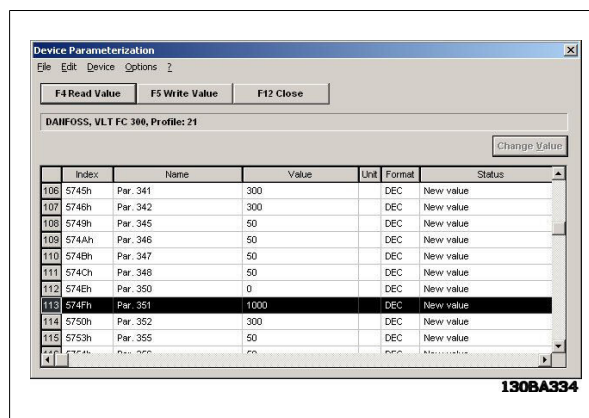 Device Parameterization
File Edit Device Options ?
F4 Read Value F5 Write Value F12 Close
DANFOSS, VLT FC 300, Profile: 21
Change Value
Index Name Value Unit Format Status
106 5745h Par. 341 300 DEC New value
107 5746h Par. 342 300 DEC New value
108 5749h Par. 345 50 DEC New value
109 574Ah Par. 346 50 DEC New value
110 574Bh Par. 347 50 DEC New value
111 574Ch Par. 348 50 DEC New value
112 574Eh Par. 350 0 DEC New value
113 574Fh Par. 351 1000 DEC New value
114 5750h Par. 352 300 DEC New value
115 5753h Par. 355 50 DEC New value
130BA334